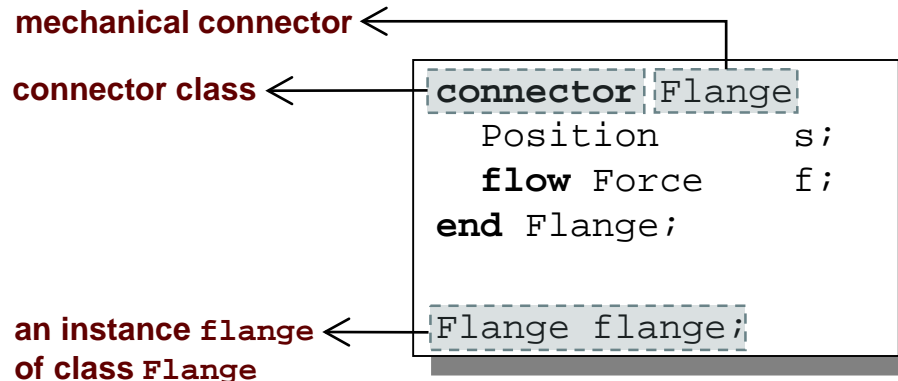 mechanical connector
connector class
connector Flange
Position s;
flow Force f;
end Flange;
an instance flange
of class Flange
Flange flange;